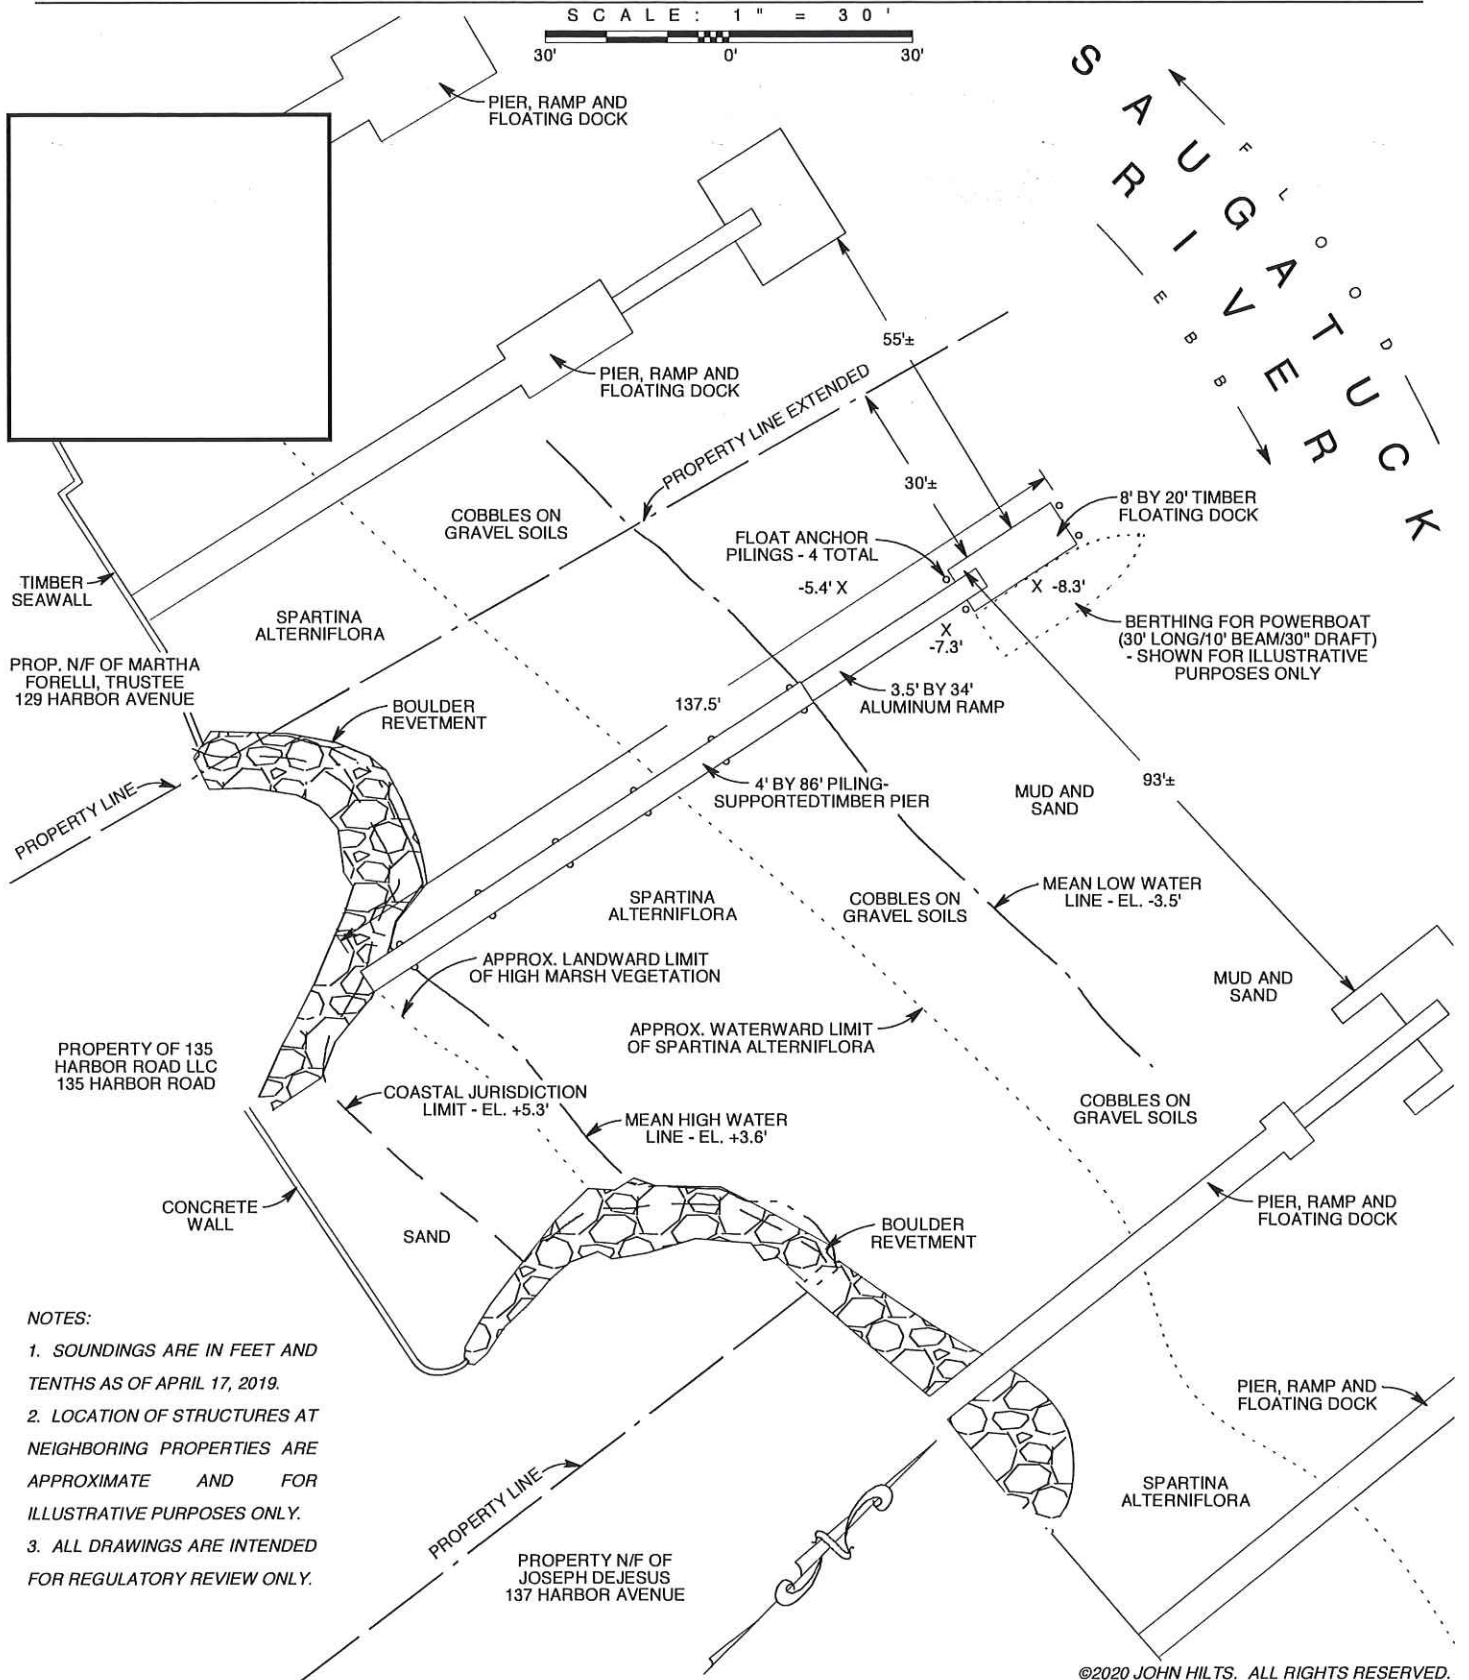 SCALE: 1" = 30'
30' 0' 30'
PIER, RAMP AND
FLOATING DOCK
SAUGATUCK
RIVER
FLOOD
EBB
55'±
PIER, RAMP AND
FLOATING DOCK
PROPERTY LINE EXTENDED
30'±
8' BY 20' TIMBER
FLOATING DOCK
COBBLES ON
GRAVEL SOILS
FLOAT ANCHOR
PILINGS - 4 TOTAL
-5.4' X
X -8.3'
TIMBER
SEAWALL
SPARTINA
ALTERNIFLORA
X
-7.3'
BERTHING FOR POWERBOAT
(30' LONG/10' BEAM/30" DRAFT)
- SHOWN FOR ILLUSTRATIVE
PURPOSES ONLY
PROP. N/F OF MARTHA
FORELLI, TRUSTEE
129 HARBOR AVENUE
BOULDER
REVETMENT
137.5'
3.5' BY 34'
ALUMINUM RAMP
PROPERTY LINE
4' BY 86' PILING-
SUPPORTEDTIMBER PIER
MUD AND
SAND
93'±
SPARTINA
ALTERNIFLORA
COBBLES ON
GRAVEL SOILS
MEAN LOW WATER
LINE - EL. -3.5'
APPROX. LANDWARD LIMIT
OF HIGH MARSH VEGETATION
MUD AND
SAND
PROPERTY OF 135
HARBOR ROAD LLC
135 HARBOR ROAD
APPROX. WATERWARD LIMIT
OF SPARTINA ALTERNIFLORA
COASTAL JURISDICTION
LIMIT - EL. +5.3'
MEAN HIGH WATER
LINE - EL. +3.6'
COBBLES ON
GRAVEL SOILS
CONCRETE
WALL
SAND
BOULDER
REVETMENT
PIER, RAMP AND
FLOATING DOCK
NOTES:
1. SOUNDINGS ARE IN FEET AND
TENTHS AS OF APRIL 17, 2019.
2. LOCATION OF STRUCTURES AT
NEIGHBORING PROPERTIES ARE
APPROXIMATE AND FOR
ILLUSTRATIVE PURPOSES ONLY.
3. ALL DRAWINGS ARE INTENDED
FOR REGULATORY REVIEW ONLY.
PROPERTY LINE
PIER, RAMP AND
FLOATING DOCK
SPARTINA
ALTERNIFLORA
PROPERTY N/F OF
JOSEPH DEJESUS
137 HARBOR AVENUE
©2020 JOHN HILTS. ALL RIGHTS RESERVED.